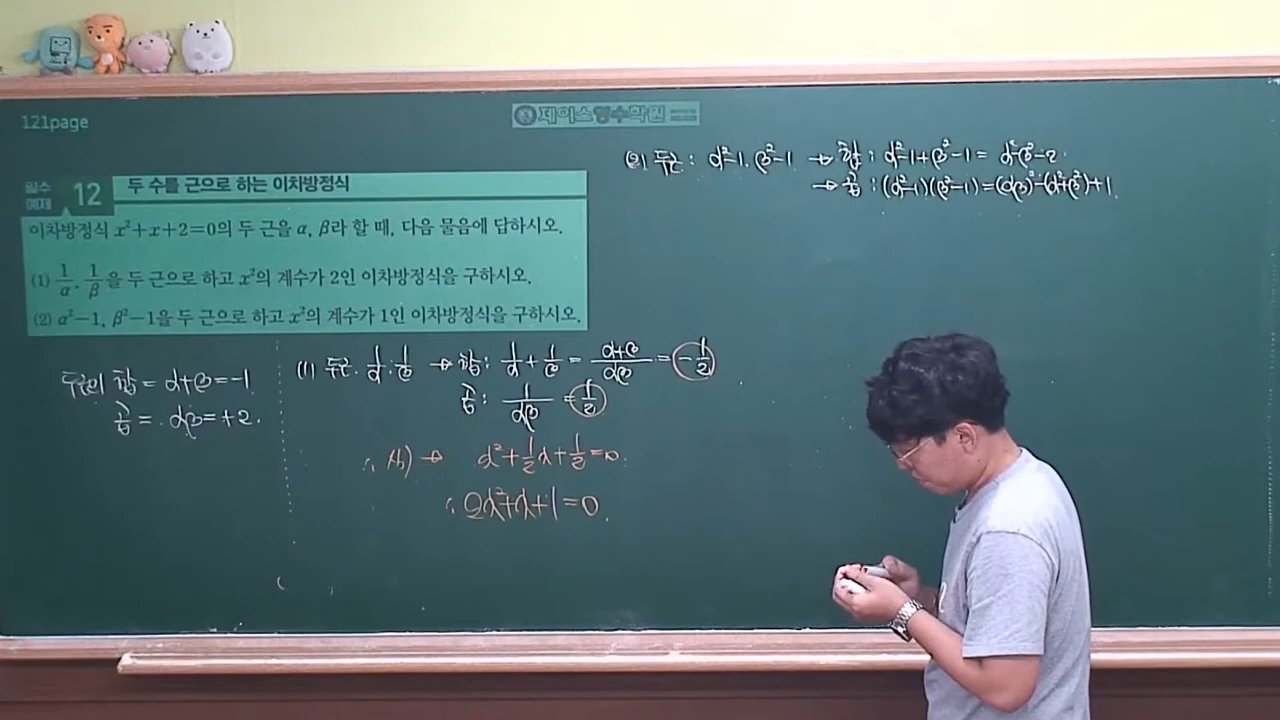 121page
제이스영수학원
필수 예제 12 두 수를 근으로 하는 이차방정식
이차방정식 x²+x+2=0의 두 근을 α, β라 할 때, 다음 물음에 답하시오.
(1) 1/α, 1/β을 두 근으로 하고 x²의 계수가 2인 이차방정식을 구하시오.
(2) α²-1, β²-1을 두 근으로 하고 x²의 계수가 1인 이차방정식을 구하시오.
두근의 합 = α+β=-1
곱 = αβ=+2.
(1) 두근. 1/α, 1/β → 합: 1/α + 1/β = α+β/αβ = -1/2
곱: 1/αβ = 1/2
∴ 식) → x²+1/2x+1/2=0.
∴ 2x²+x+1=0.
(2) 두근: α²-1, β²-1 → 합: α²-1+β²-1= α²+β²-2.
→ 곱: (α²-1)(β²-1)=(αβ)²-(α²+β²)+1.